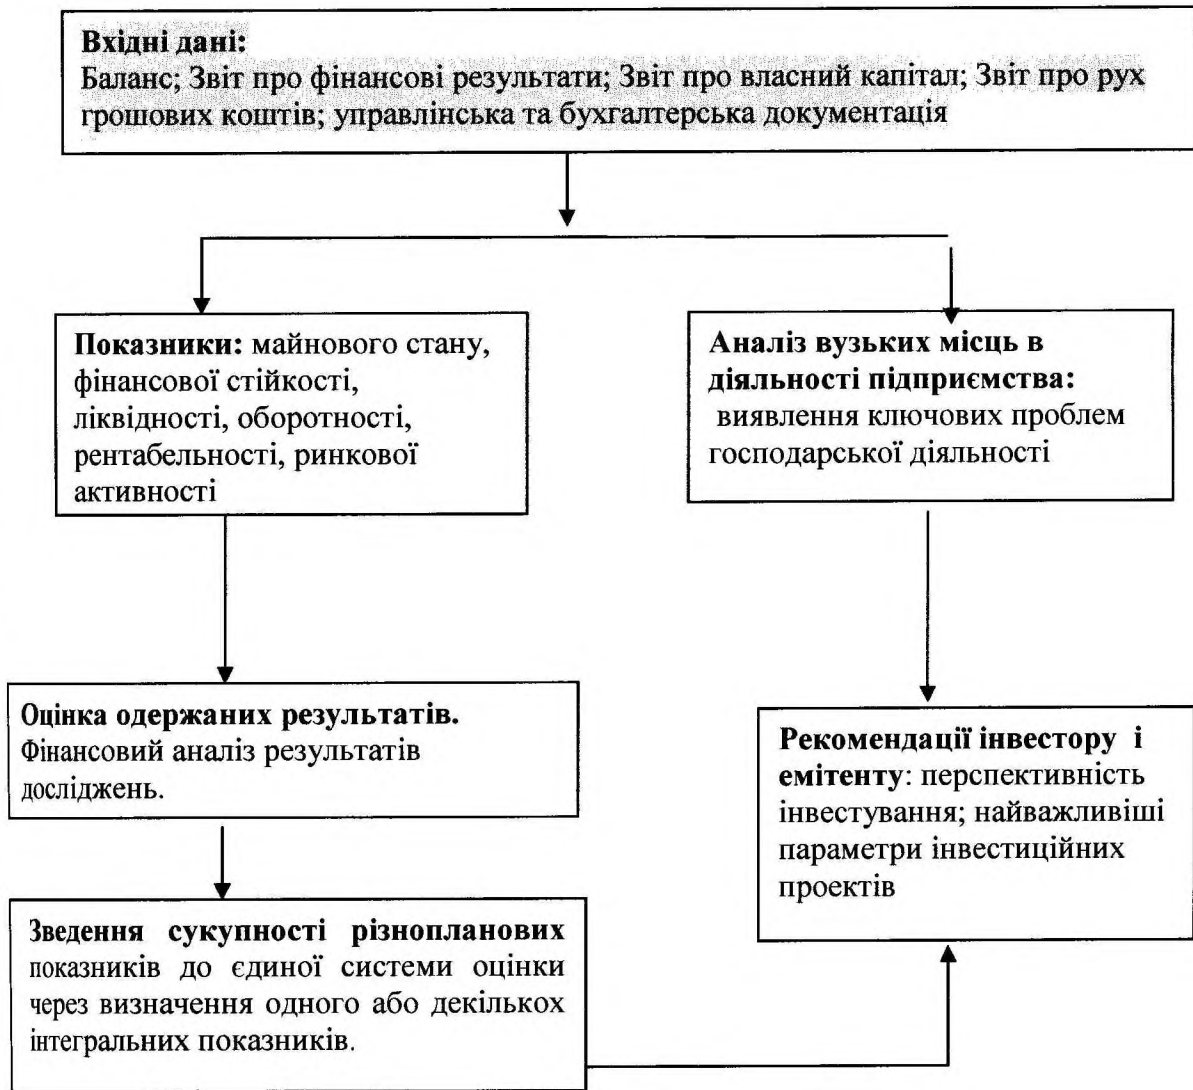 Вхідні дані:
Баланс; Звіт про фінансові результати; Звіт про власний капітал; Звіт про рух
грошових коштів; управлінська та бухгалтерська документація
Показники: майнового стану,
фінансової стійкості,
ліквідності, оборотності,
рентабельності, ринкової
активності
Аналіз вузьких місць в
діяльності підприємства:
виявлення ключових проблем
господарської діяльності
Оцінка одержаних результатів.
Фінансовий аналіз результатів
досліджень.
Рекомендації інвестору і
емітенту: перспективність
інвестування; найважливіші
параметри інвестиційних
проектів
Зведення сукупності різнопланових
показників до єдиної системи оцінки
через визначення одного або декількох
інтегральних показників.